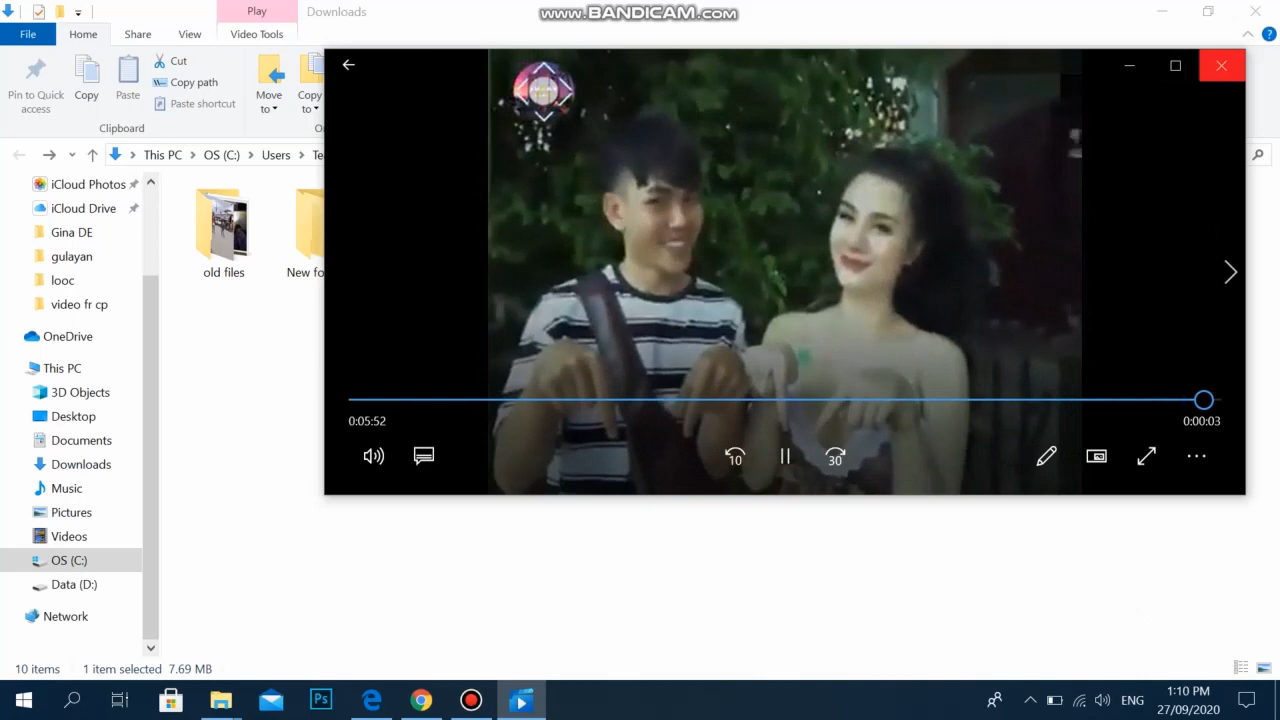 Play
Downloads
www.BANDICAM.com
File
Home
Share
View
Video Tools
Pin to Quick
access
Copy
Paste
Cut
Copy path
Paste shortcut
Move
to
Copy
to
Clipboard
This PC
OS (C:)
Users
iCloud Photos
iCloud Drive
Gina DE
gulayan
looc
video fr cp
OneDrive
This PC
3D Objects
Desktop
Documents
Downloads
Music
Pictures
Videos
OS (C:)
Data (D:)
Network
old files
New fo
0:05:52
0:00:03
10
30
10 items
1 item selected 7.69 MB
Ps
ENG
1:10 PM
27/09/2020